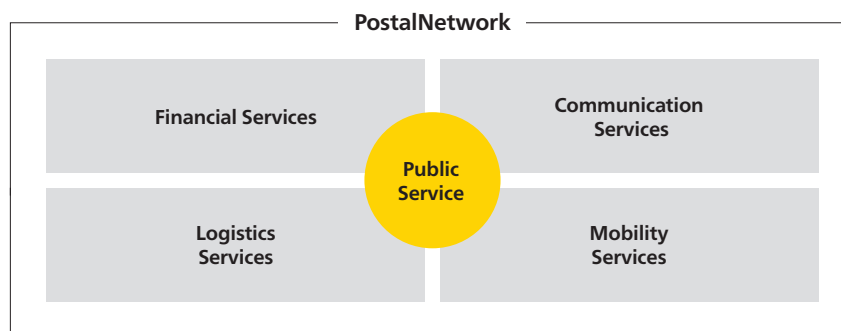 PostalNetwork
Financial Services
Communication
Services
Public
Service
Logistics
Services
Mobility
Services